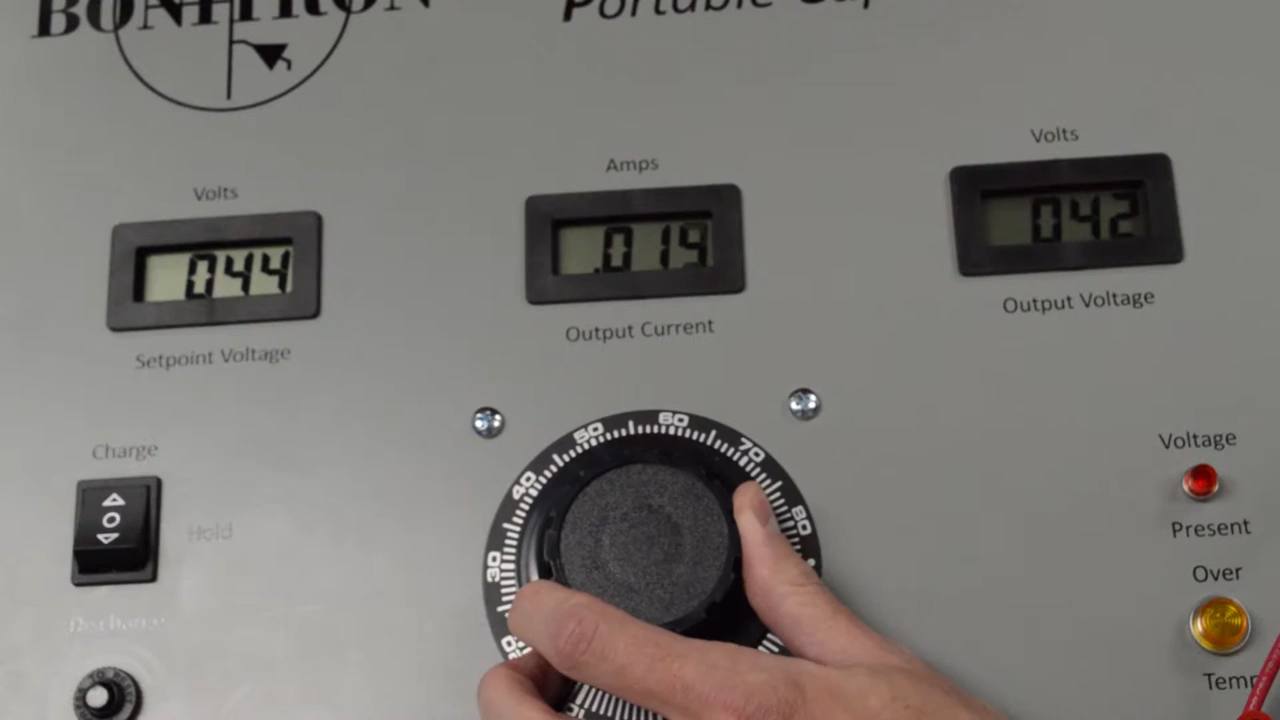 BONITRON
Portable Cap
Volts
044
Setpoint Voltage
Amps
.019
Output Current
Volts
042
Output Voltage
Charge
Hold
Voltage
Present
Over
Temp
30
40
50
60
70
80